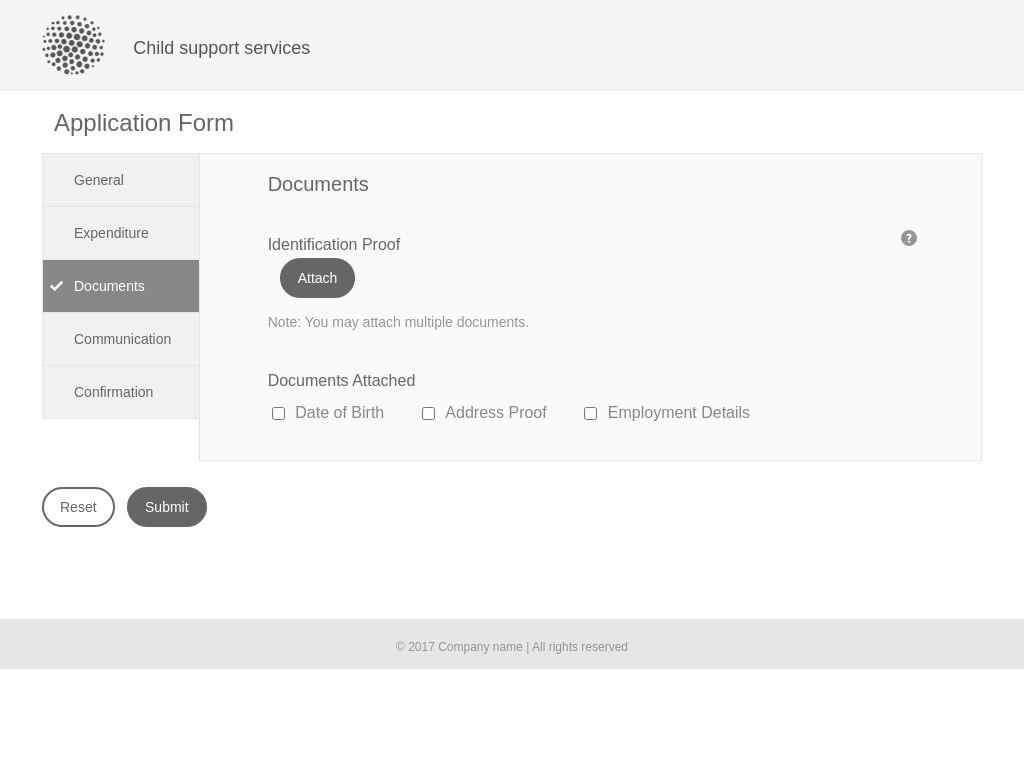 Child support services
Application Form
General
Expenditure
Documents
Communication
Confirmation
Documents
Identification Proof
?
Attach
Note: You may attach multiple documents.
Documents Attached
Date of Birth
Address Proof
Employment Details
Reset
Submit
© 2017 Company name | All rights reserved